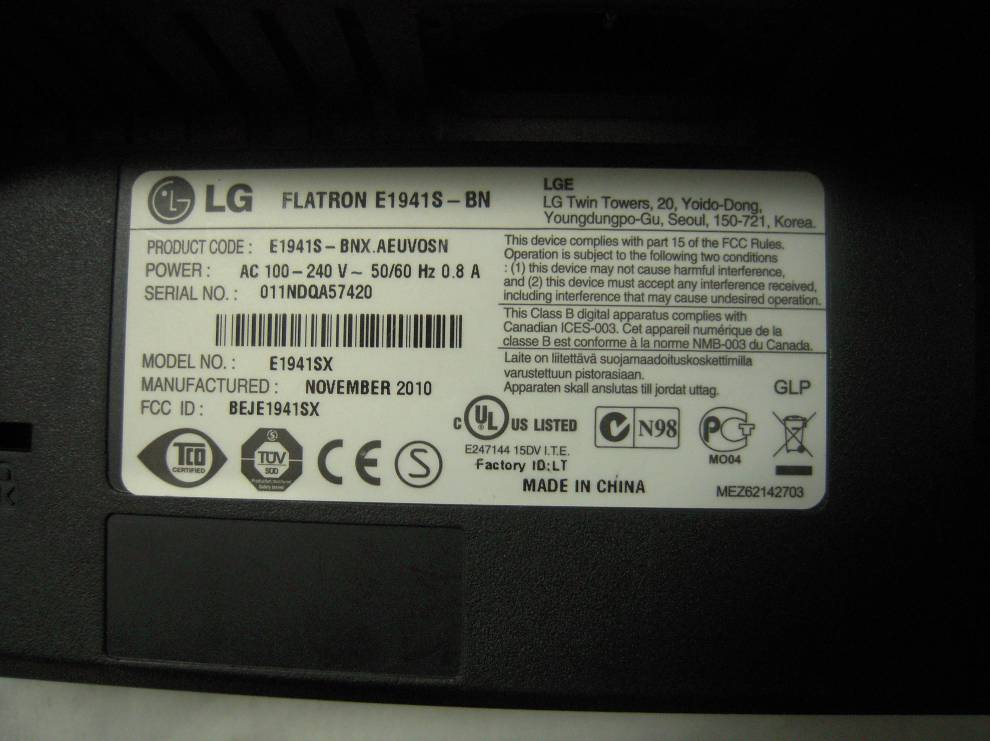 LG FLATRON E1941S-BN
LGE
LG Twin Towers, 20, Yoido-Dong,
Youngdungpo-Gu, Seoul, 150-721, Korea.
PRODUCT CODE : E1941S-BNX.AEUVOSN
POWER : AC 100-240 V ~ 50/60 Hz 0.8 A
SERIAL NO. : 011NDQA57420
MODEL NO. : E1941SX
MANUFACTURED : NOVEMBER 2010
FCC ID : BEJE1941SX
This device complies with part 15 of the FCC Rules.
Operation is subject to the following two conditions
: (1) this device may not cause harmful interference,
and (2) this device must accept any interference received,
including interference that may cause undesired operation.
This Class B digital apparatus complies with
Canadian ICES-003. Cet appareil numérique de la
classe B est conforme à la norme NMB-003 du Canada.
Laite on liitettävä suojamaadoituskoskettimilla
varustettuun pistorasiaan.
Apparaten skall anslutas till jordat uttag.
GLP
TCO
CERTIFIED
S
TÜV
SÜD
CE
S
C UL US LISTED
E247144 15DV I.T.E.
Factory ID:LT
N98
PCT
MO04
MADE IN CHINA
MEZ62142703